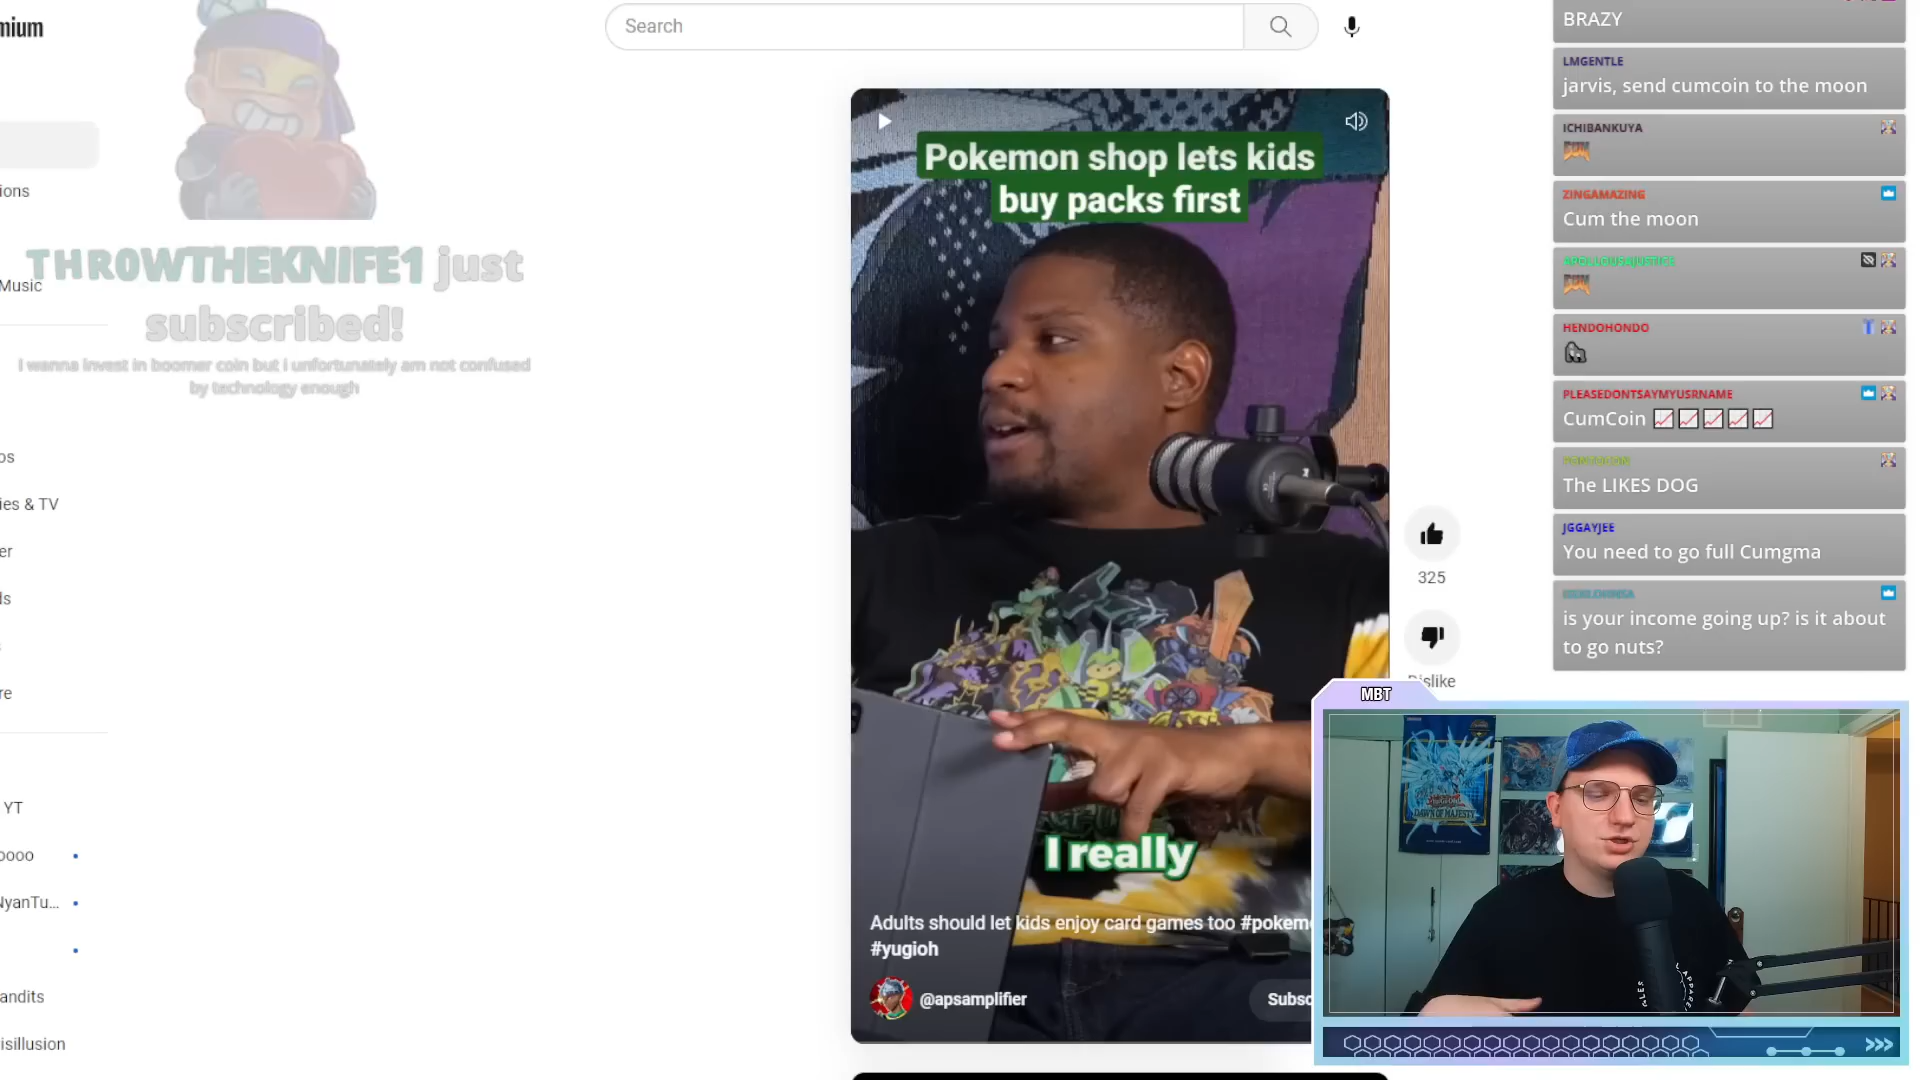 mium
Search
ions
Music
os
ies & TV
er
ds
re
YT
oooo
NyanTu...
andits
isillusion
THROWTHEKNIFE1 just
subscribed!
I wanna invest in boomer coin but i unfortunately am not confused
by technology enough
Pokemon shop lets kids
buy packs first
I really
Adults should let kids enjoy card games too #pokem
#yugioh
@apsamplifier
Subsc
325
Dislike
BRAZY
LMGENTLE
jarvis, send cumcoin to the moon
ICHIBANKUYA
ZINGAMAZING
Cum the moon
HENDOHONDO
PLEASEDONTSAYMYUSRNAME
CumCoin
The LIKES DOG
JGGAYJEE
You need to go full Cumgma
is your income going up? is it about
to go nuts?
MBT
DAWN OF MAJESTY